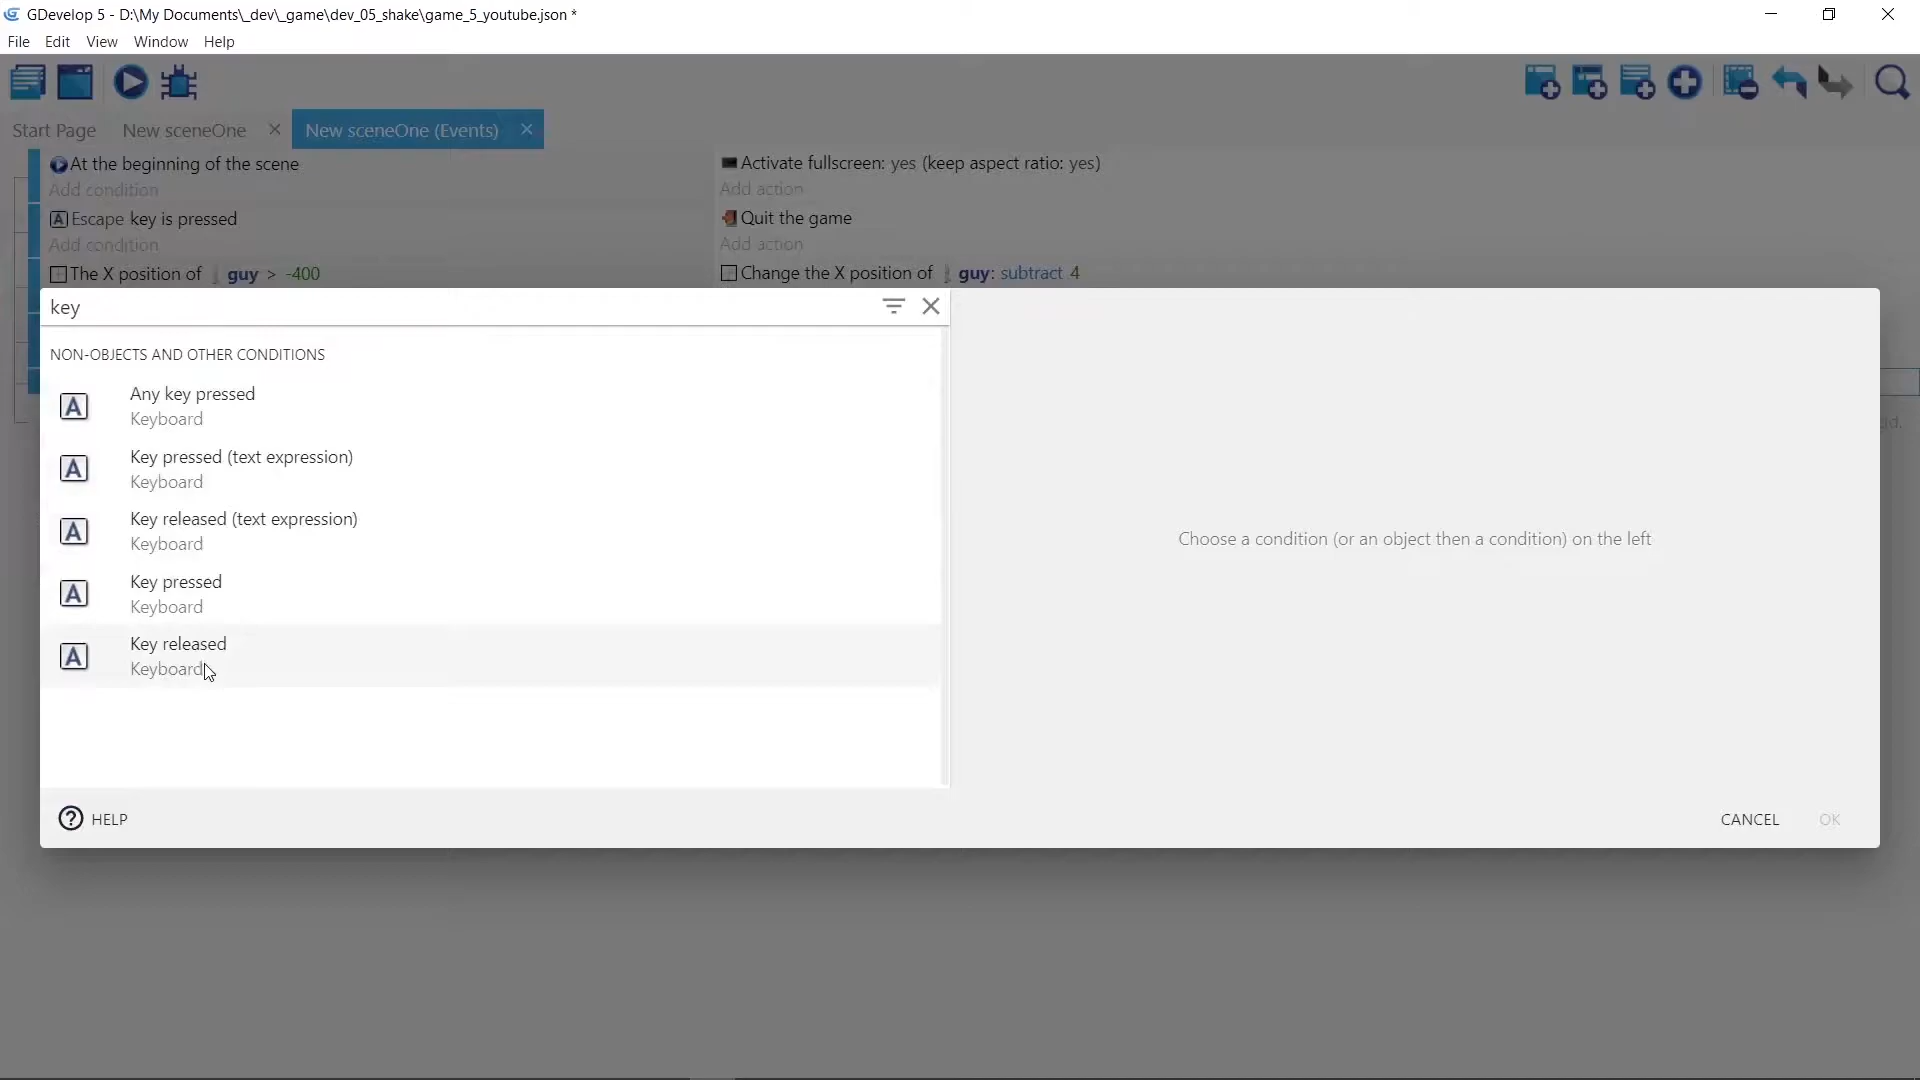 GDevelop 5 - D:\My Documents\_dev\_game\dev_05_shake\game_5_youtube.json *
File Edit View Window Help
Start Page New sceneOne New sceneOne (Events)
At the beginning of the scene
Activate fullscreen: yes (keep aspect ratio: yes)
Add condition
Add action
Escape key is pressed
Quit the game
Add condition
Add action
The X position of guy > -400
Change the X position of guy: subtract 4
key
NON-OBJECTS AND OTHER CONDITIONS
A Any key pressed
Keyboard
A Key pressed (text expression)
Keyboard
A Key released (text expression)
Keyboard
A Key pressed
Keyboard
A Key released
Keyboard
Choose a condition (or an object then a condition) on the left
? HELP
CANCEL OK